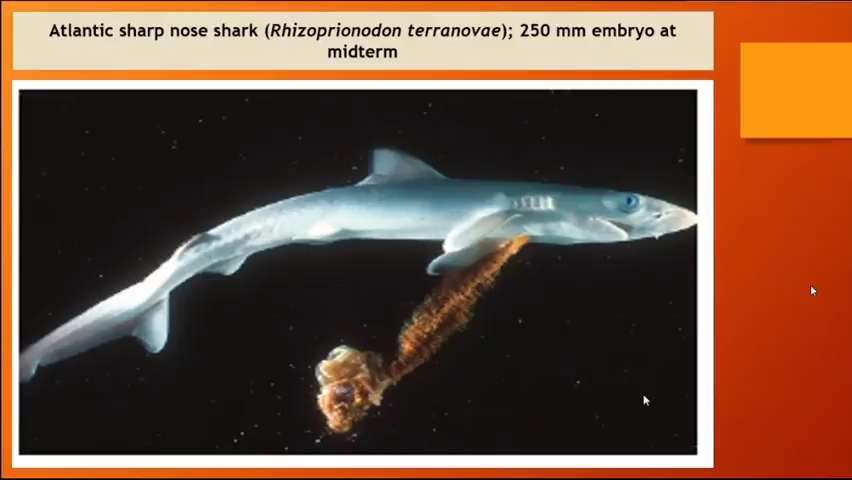 Atlantic sharp nose shark (Rhizoprionodon terranovae); 250 mm embryo at
midterm